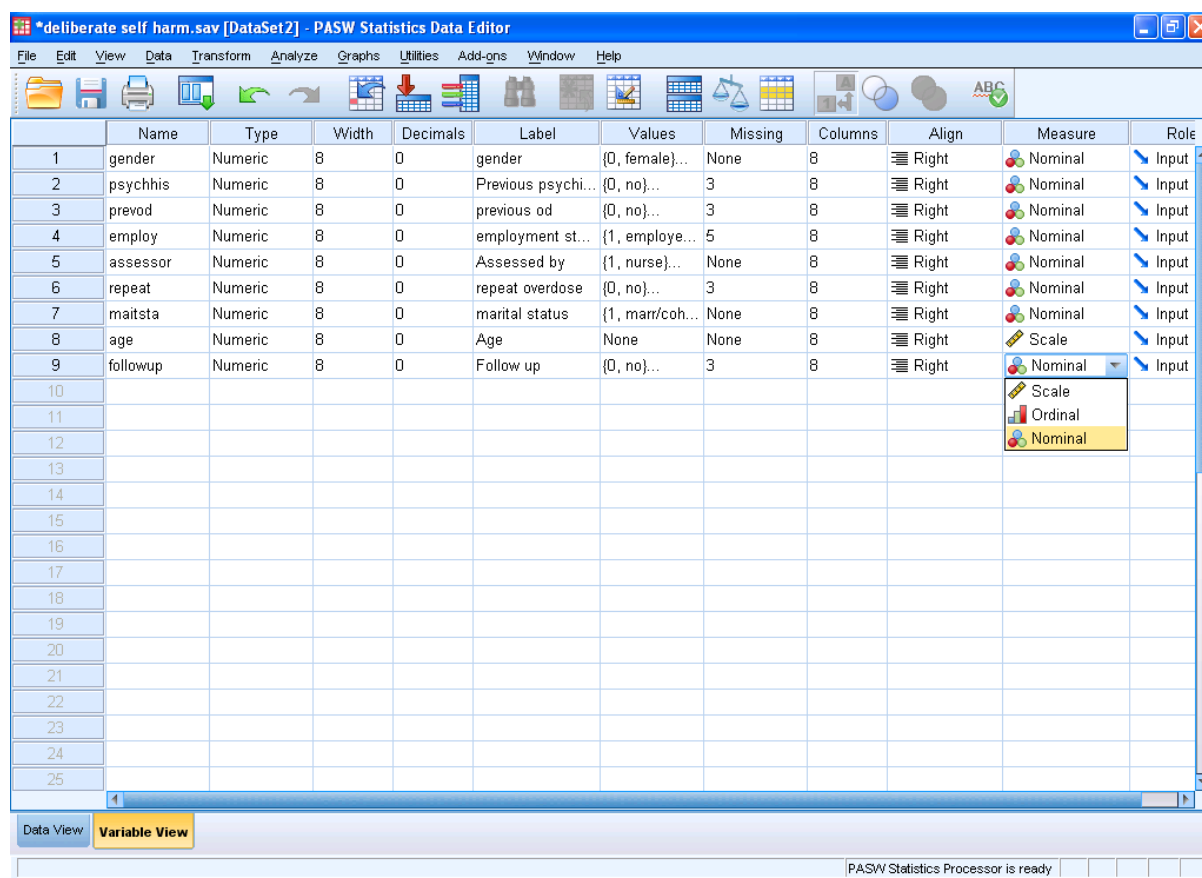 *deliberate self harm.sav [DataSet2] - PASW Statistics Data Editor
File Edit View Data Transform Analyze Graphs Utilities Add-ons Window Help
A
1 4
ABC
Name Type Width Decimals Label Values Missing Columns Align Measure Role
1 gender Numeric 8 0 gender {0, female}... None 8 Right Nominal Input
2 psychhis Numeric 8 0 Previous psychi... {0, no}... 3 8 Right Nominal Input
3 prevod Numeric 8 0 previous od {0, no}... 3 8 Right Nominal Input
4 employ Numeric 8 0 employment st... {1, employe... 5 8 Right Nominal Input
5 assessor Numeric 8 0 Assessed by {1, nurse}... None 8 Right Nominal Input
6 repeat Numeric 8 0 repeat overdose {0, no}... 3 8 Right Nominal Input
7 maitsta Numeric 8 0 marital status {1, marr/coh... None 8 Right Nominal Input
8 age Numeric 8 0 Age None None 8 Right Scale Input
9 followup Numeric 8 0 Follow up {0, no}... 3 8 Right Nominal Input
10 Scale
11 Ordinal
12 Nominal
13
14
15
16
17
18
19
20
21
22
23
24
25
Data View Variable View
PASW Statistics Processor is ready